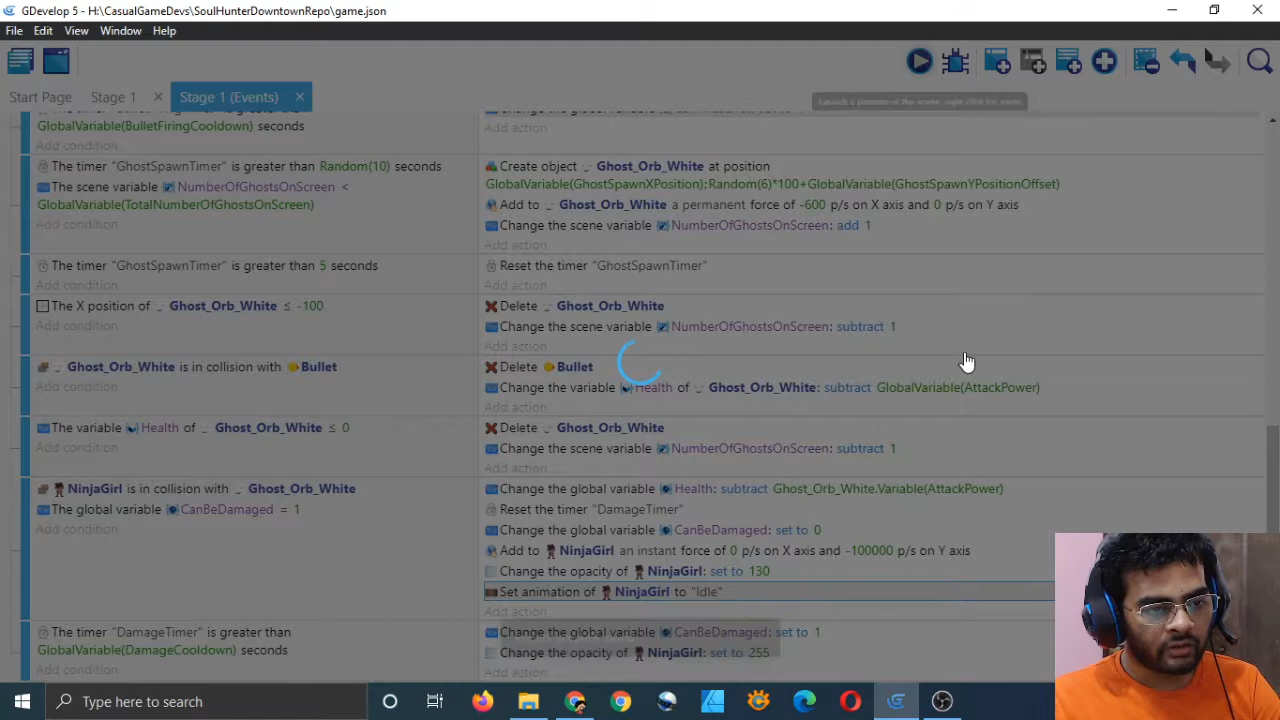 GDevelop 5 - H:\CasualGameDevs\SoulHunterDowntownRepo\game.json
File Edit View Window Help
Start Page Stage 1 × Stage 1 (Events) ×
GlobalVariable(BulletFiringCooldown) seconds
Add condition
Add action
The timer "GhostSpawnTimer" is greater than Random(10) seconds
The scene variable NumberOfGhostsOnScreen <
GlobalVariable(TotalNumberOfGhostsOnScreen)
Add condition
Create object Ghost_Orb_White at position
GlobalVariable(GhostSpawnXPosition);Random(6)*100+GlobalVariable(GhostSpawnYPositionOffset)
Add to Ghost_Orb_White a permanent force of -600 p/s on X axis and 0 p/s on Y axis
Change the scene variable NumberOfGhostsOnScreen: add 1
Add action
The timer "GhostSpawnTimer" is greater than 5 seconds
Add condition
Reset the timer "GhostSpawnTimer"
Add action
The X position of Ghost_Orb_White ≤ -100
Add condition
Delete Ghost_Orb_White
Change the scene variable NumberOfGhostsOnScreen: subtract 1
Add action
Ghost_Orb_White is in collision with Bullet
Add condition
Delete Bullet
Change the variable Health of Ghost_Orb_White: subtract GlobalVariable(AttackPower)
Add action
The variable Health of Ghost_Orb_White ≤ 0
Add condition
Delete Ghost_Orb_White
Change the scene variable NumberOfGhostsOnScreen: subtract 1
Add action
NinjaGirl is in collision with Ghost_Orb_White
The global variable CanBeDamaged = 1
Add condition
Change the global variable Health: subtract Ghost_Orb_White.Variable(AttackPower)
Reset the timer "DamageTimer"
Change the global variable CanBeDamaged: set to 0
Add to NinjaGirl an instant force of 0 p/s on X axis and -100000 p/s on Y axis
Change the opacity of NinjaGirl: set to 130
Set animation of NinjaGirl to "Idle"
Add action
The timer "DamageTimer" is greater than
GlobalVariable(DamageCooldown) seconds
Add condition
Change the global variable CanBeDamaged: set to 1
Change the opacity of NinjaGirl: set to 255
Add action
Type here to search